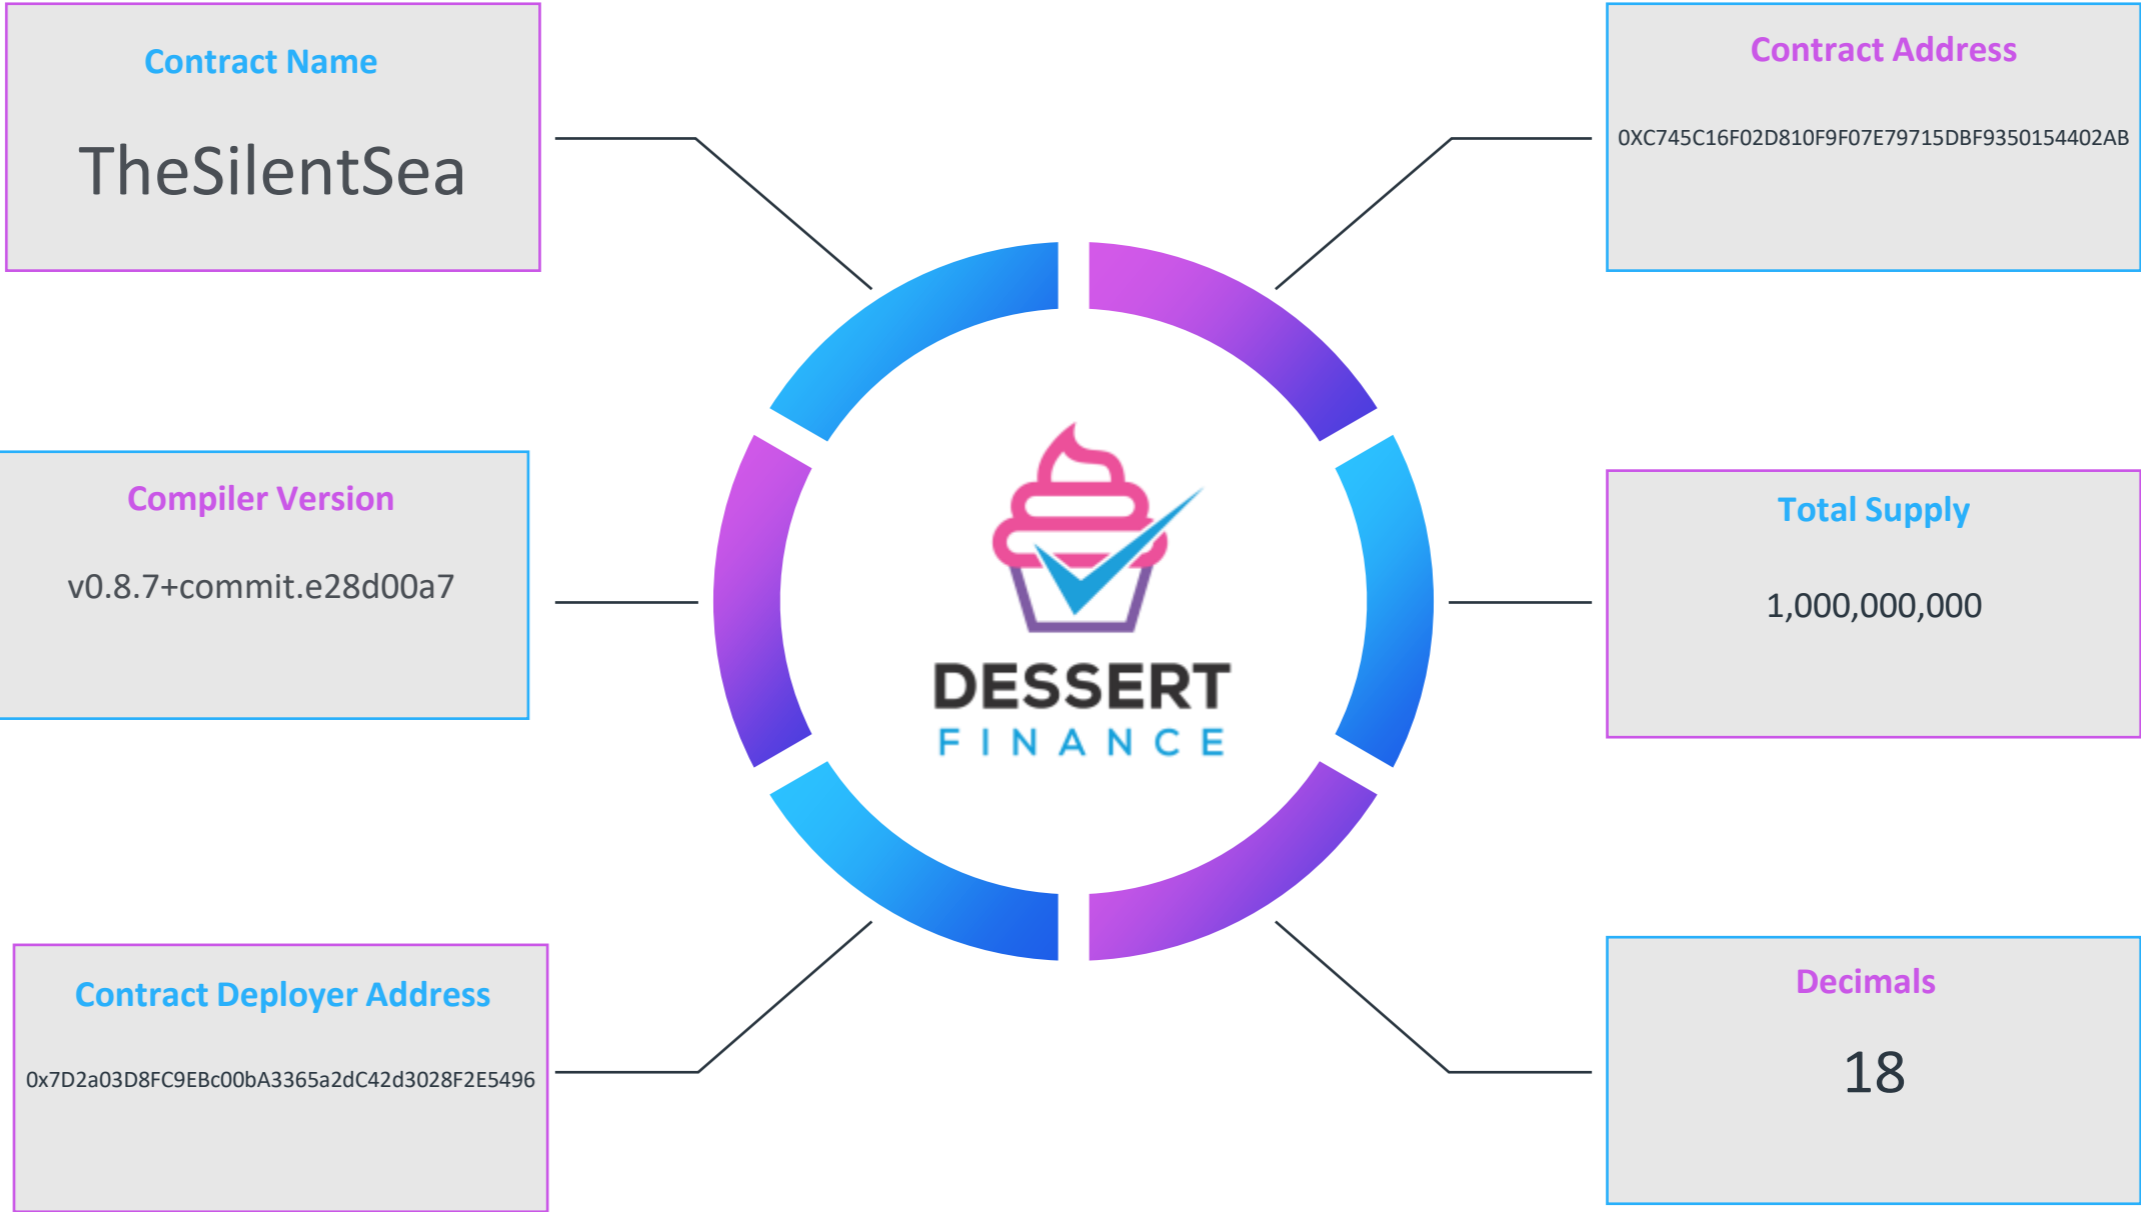 Contract Name
TheSilentSea
Contract Address
0XC745C16F02D810F9F07E79715DBF9350154402AB
Compiler Version
v0.8.7+commit.e28d00a7
Total Supply
1,000,000,000
DESSERT
FINANCE
Contract Deployer Address
0x7D2a03D8FC9EBc00bA3365a2dC42d3028F2E5496
Decimals
18